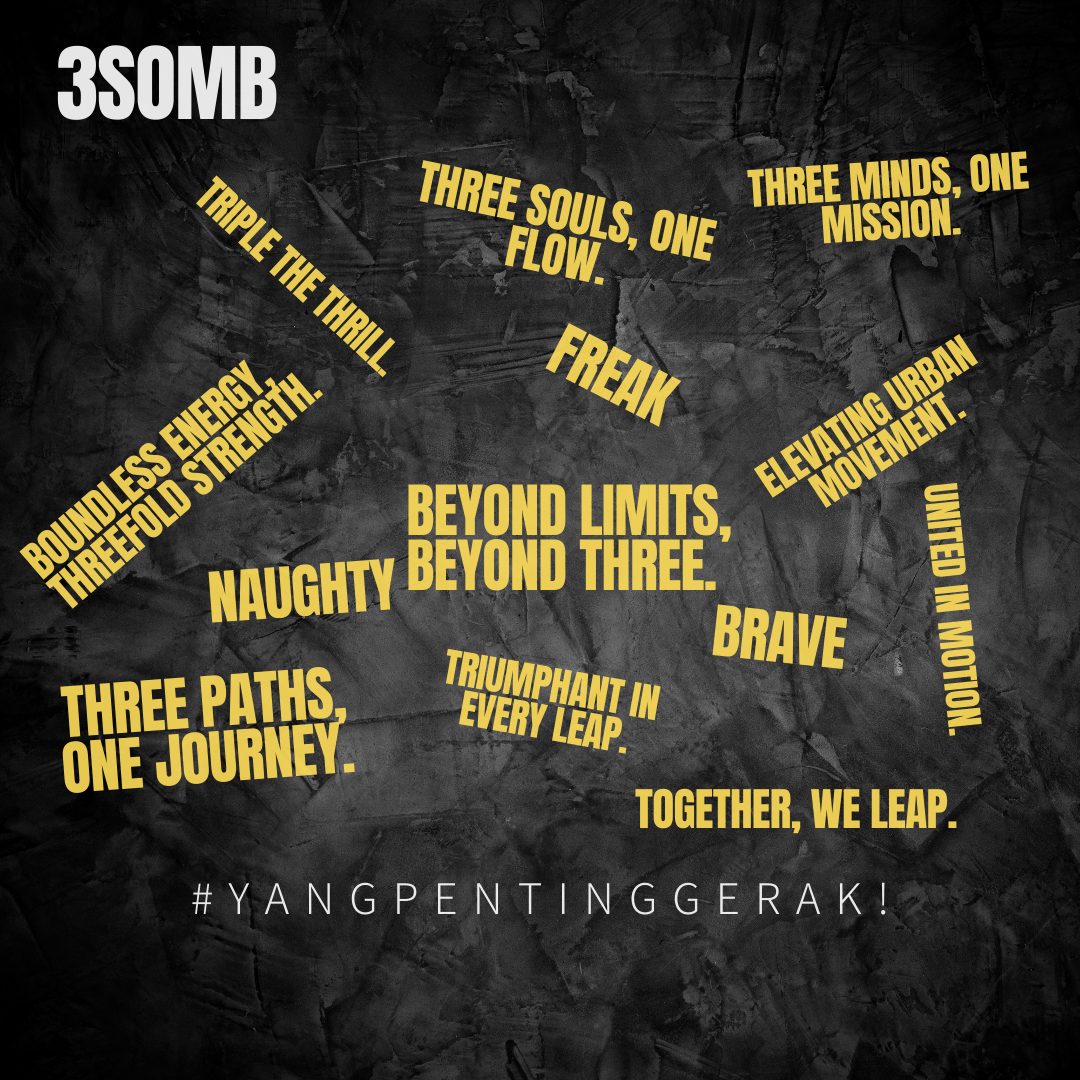 3SOMB
TRIPLE THE THRILL.
THREE SOULS, ONE
FLOW.
THREE MINDS, ONE
MISSION.
FREAK
BOUNDLESS ENERGY,
THREEFOLD STRENGTH.
ELEVATING URBAN
MOVEMENT.
BEYOND LIMITS,
BEYOND THREE.
UNITED IN MOTION.
NAUGHTY
BRAVE
THREE PATHS,
ONE JOURNEY.
TRIUMPHANT IN
EVERY LEAP.
TOGETHER, WE LEAP.
#YANGPENTINGGERAK!